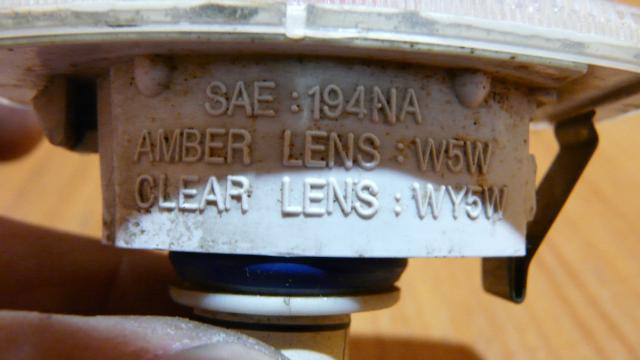 SAE : 194NA
AMBER LENS : W5W
CLEAR LENS : WY5W